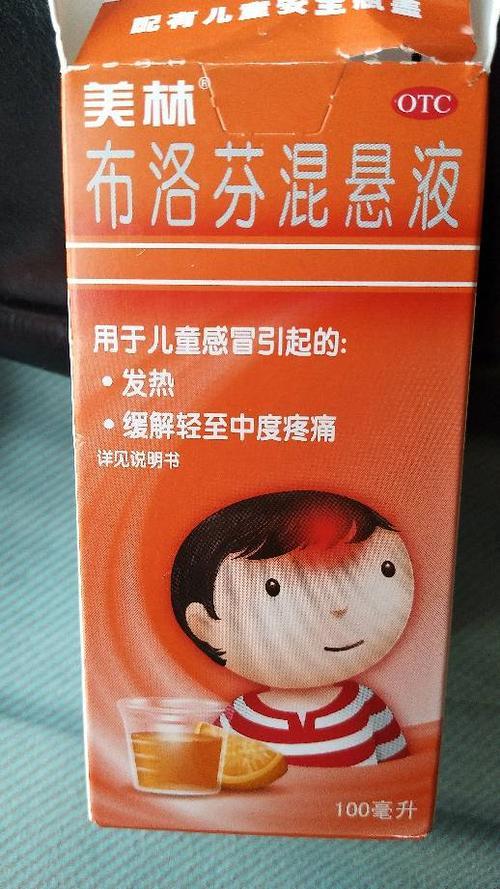 配有儿童安全瓶盖
美林®
OTC
布洛芬混悬液
用于儿童感冒引起的:
• 发热
• 缓解轻至中度疼痛
详见说明书
100毫升